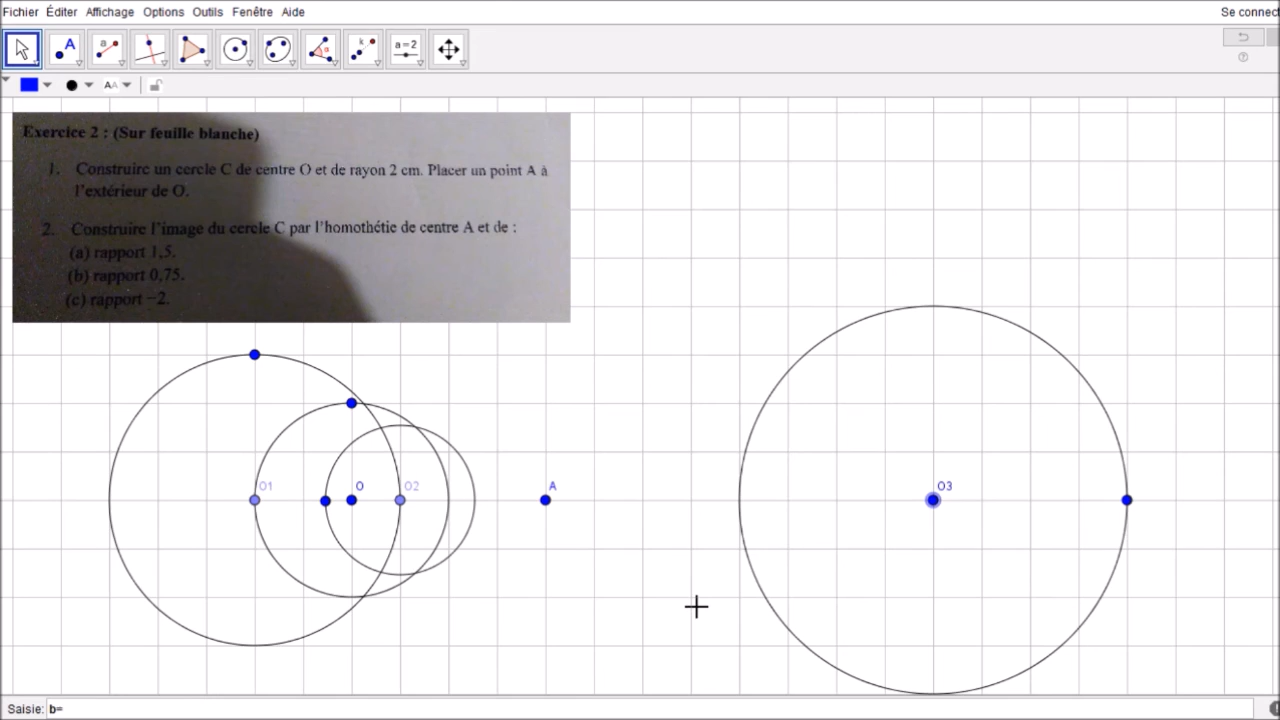 Fichier Éditer Affichage Options Outils Fenêtre Aide
Se connect
A a α k a=2
AA
Exercice 2 : (Sur feuille blanche)
1. Construire un cercle C de centre O et de rayon 2 cm. Placer un point A à
l'extérieur de O.
2. Construire l'image du cercle C par l'homothétie de centre A et de :
(a) rapport 1,5.
(b) rapport 0,75.
(c) rapport −2.
O1 O O2 A O3
Saisie: b=